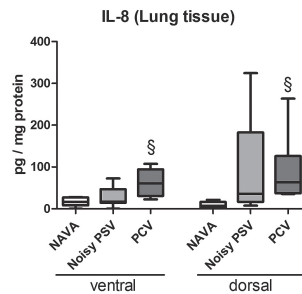 IL-8 (Lung tissue)
pg / mg protein
400
300
200
100
0
§
§
NAVA
Noisy PSV
PCV
NAVA
Noisy PSV
PCV
ventral
dorsal